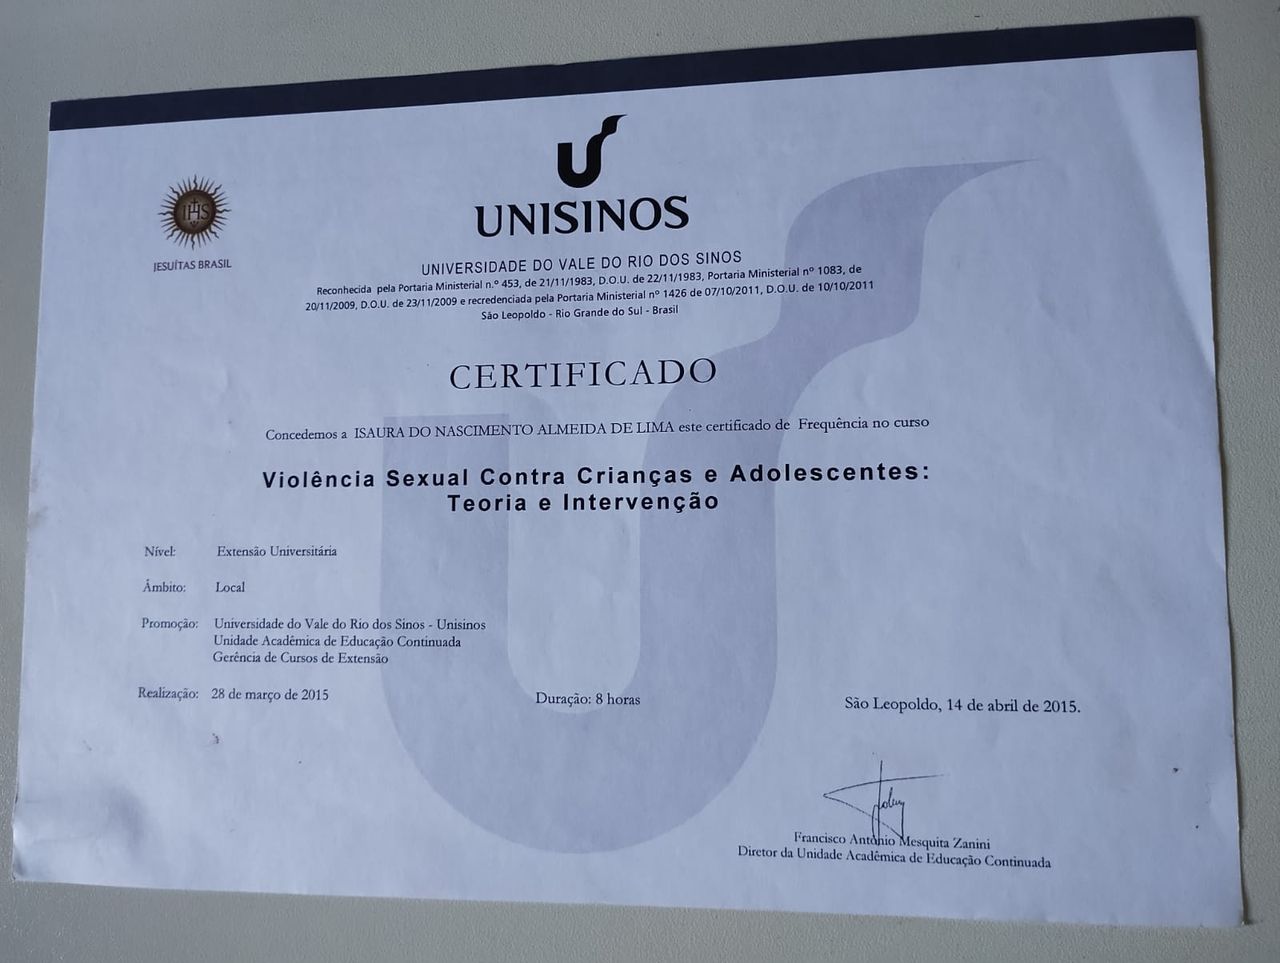 IHS
JESUÍTAS BRASIL
UNISINOS
UNIVERSIDADE DO VALE DO RIO DOS SINOS
Reconhecida pela Portaria Ministerial n.º 453, de 21/11/1983, D.O.U. de 22/11/1983, Portaria Ministerial nº 1083, de
20/11/2009, D.O.U. de 23/11/2009 e recredenciada pela Portaria Ministerial nº 1426 de 07/10/2011, D.O.U. de 10/10/2011
São Leopoldo - Rio Grande do Sul - Brasil
CERTIFICADO
Concedemos a ISAURA DO NASCIMENTO ALMEIDA DE LIMA este certificado de Frequência no curso
Violência Sexual Contra Crianças e Adolescentes:
Teoria e Intervenção
Nível: Extensão Universitária
Âmbito: Local
Promoção: Universidade do Vale do Rio dos Sinos - Unisinos
Unidade Acadêmica de Educação Continuada
Gerência de Cursos de Extensão
Realização: 28 de março de 2015 Duração: 8 horas São Leopoldo, 14 de abril de 2015.
Francisco Antônio Mesquita Zanini
Diretor da Unidade Acadêmica de Educação Continuada